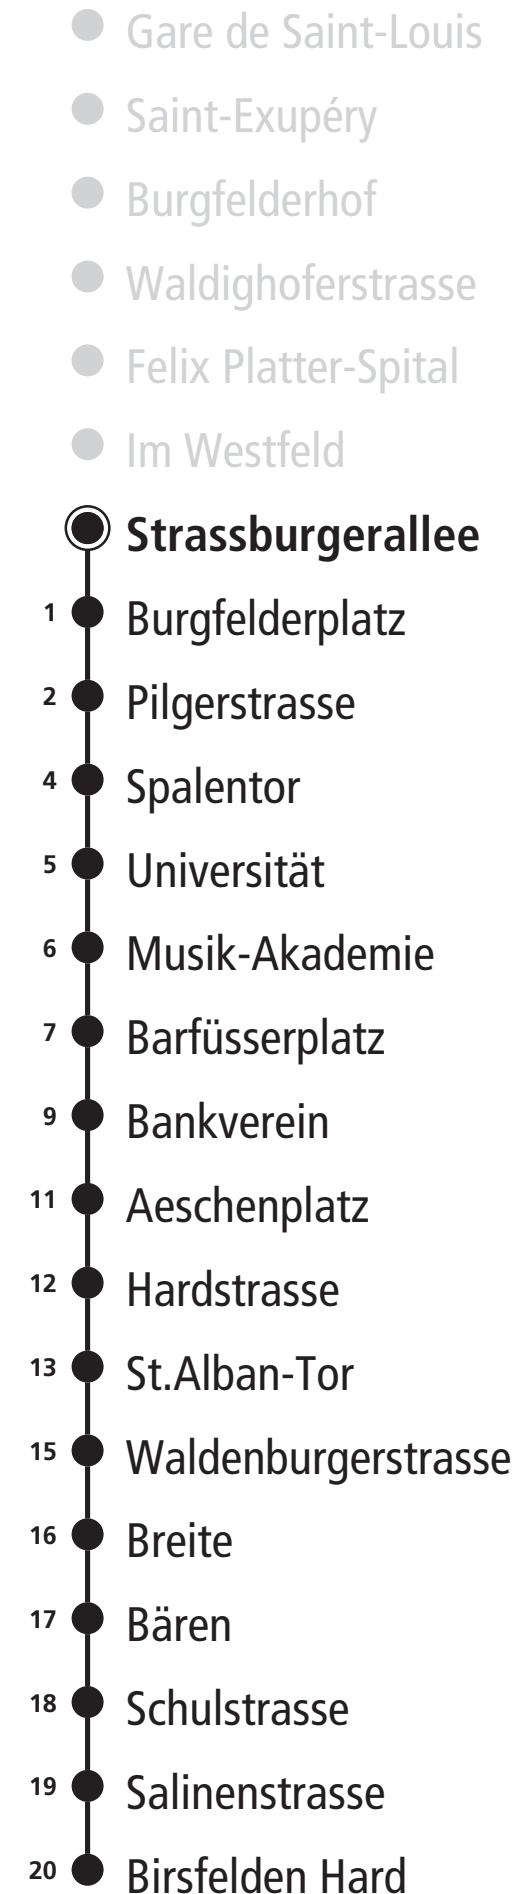 Gare de Saint-Louis
Saint-Exupéry
Burgfelderhof
Waldighoferstrasse
Felix Platter-Spital
Im Westfeld
Strassburgerallee
1 Burgfelderplatz
2 Pilgerstrasse
4 Spalentor
5 Universität
6 Musik-Akademie
7 Barfüsserplatz
9 Bankverein
11 Aeschenplatz
12 Hardstrasse
13 St.Alban-Tor
15 Waldenburgerstrasse
16 Breite
17 Bären
18 Schulstrasse
19 Salinenstrasse
20 Birsfelden Hard